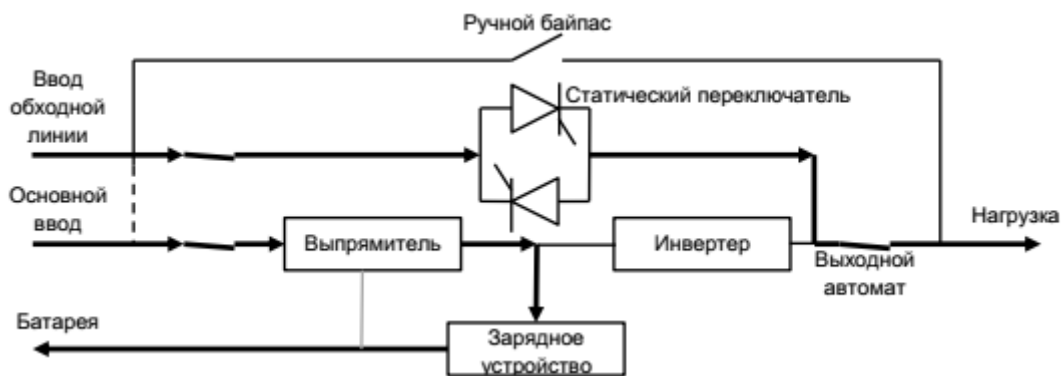 Ручной байпас
Ввод
обходной
линии
Статический переключатель
Основной
ввод
Выпрямитель
Инвертер
Нагрузка
Выходной
автомат
Батарея
Зарядное
устройство